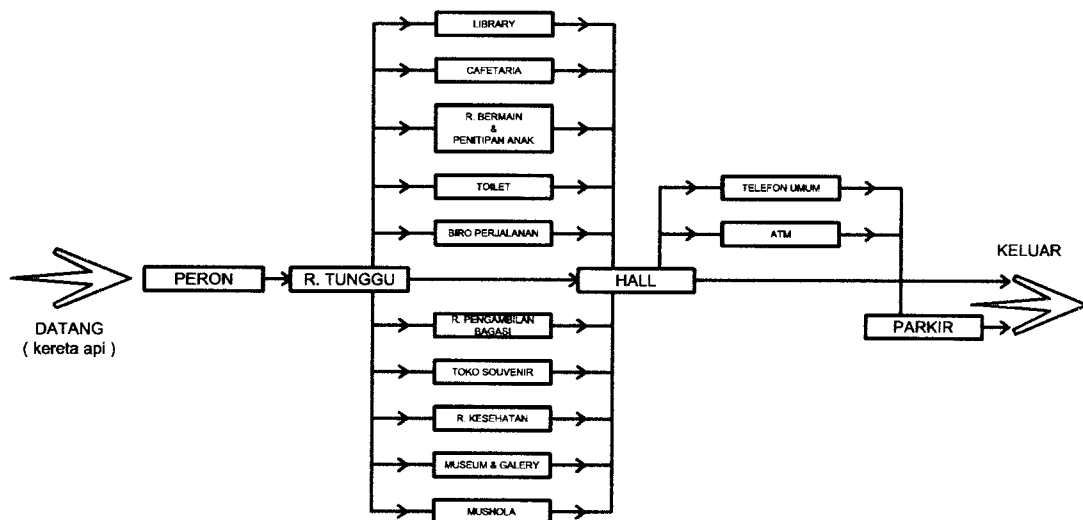 LIBRARY
CAFETARIA
R. BERMAIN
&
PENITIPAN ANAK
TOILET
BIRO PERJALANAN
TELEFON UMUM
ATM
KELUAR
PERON
R. TUNGGU
HALL
DATANG
( kereta api )
R. PENGAMBILAN
BAGASI
PARKIR
TOKO SOUVENIR
R. KESEHATAN
MUSEUM & GALERY
MUSHOLA